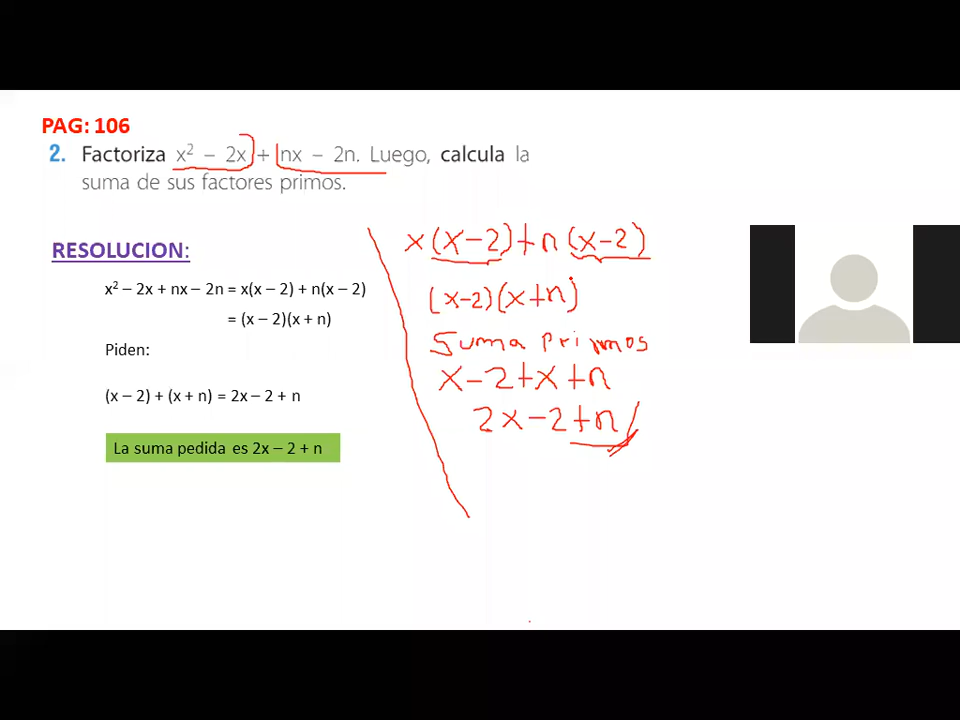 PAG: 106
2. Factoriza x² – 2x + nx – 2n. Luego, calcula la
suma de sus factores primos.
RESOLUCION:
x² – 2x + nx – 2n = x(x – 2) + n(x – 2)
= (x – 2)(x + n)
Piden:
(x – 2) + (x + n) = 2x – 2 + n
La suma pedida es 2x – 2 + n
x(x-2)+n(x-2)
(x-2)(x+n)
Suma primos
x-2+x+n
2x-2+n